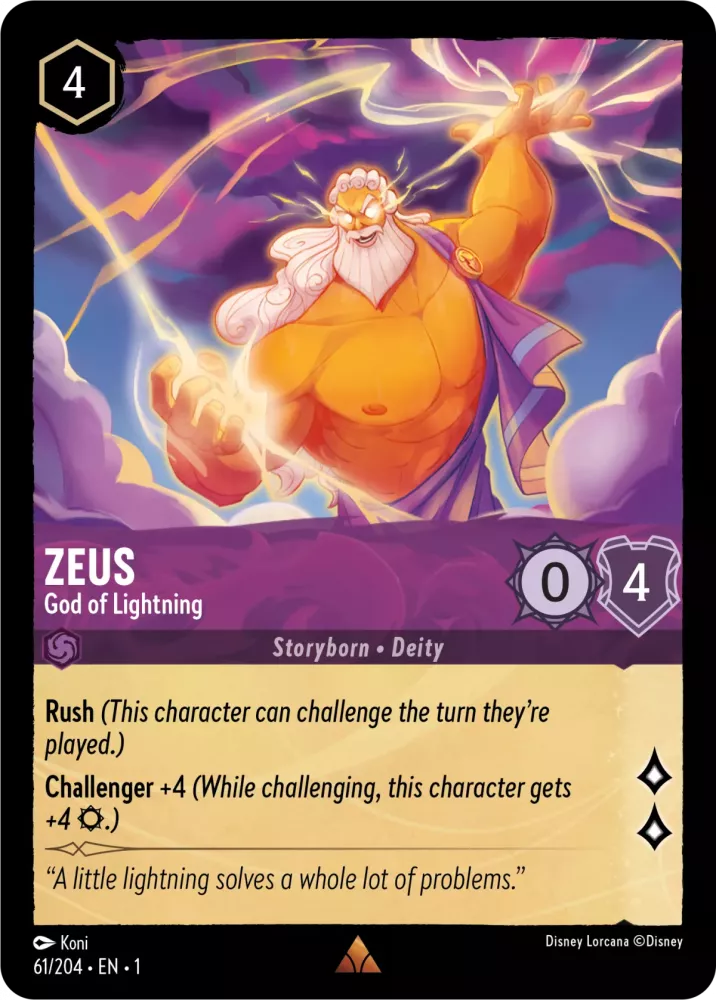 4
ZEUS
God of Lightning
0
4
Storyborn • Deity
Rush (This character can challenge the turn they're
played.)
Challenger +4 (While challenging, this character gets
+4 .)
“A little lightning solves a whole lot of problems.”
Koni
61/204 • EN • 1
Disney Lorcana ©Disney